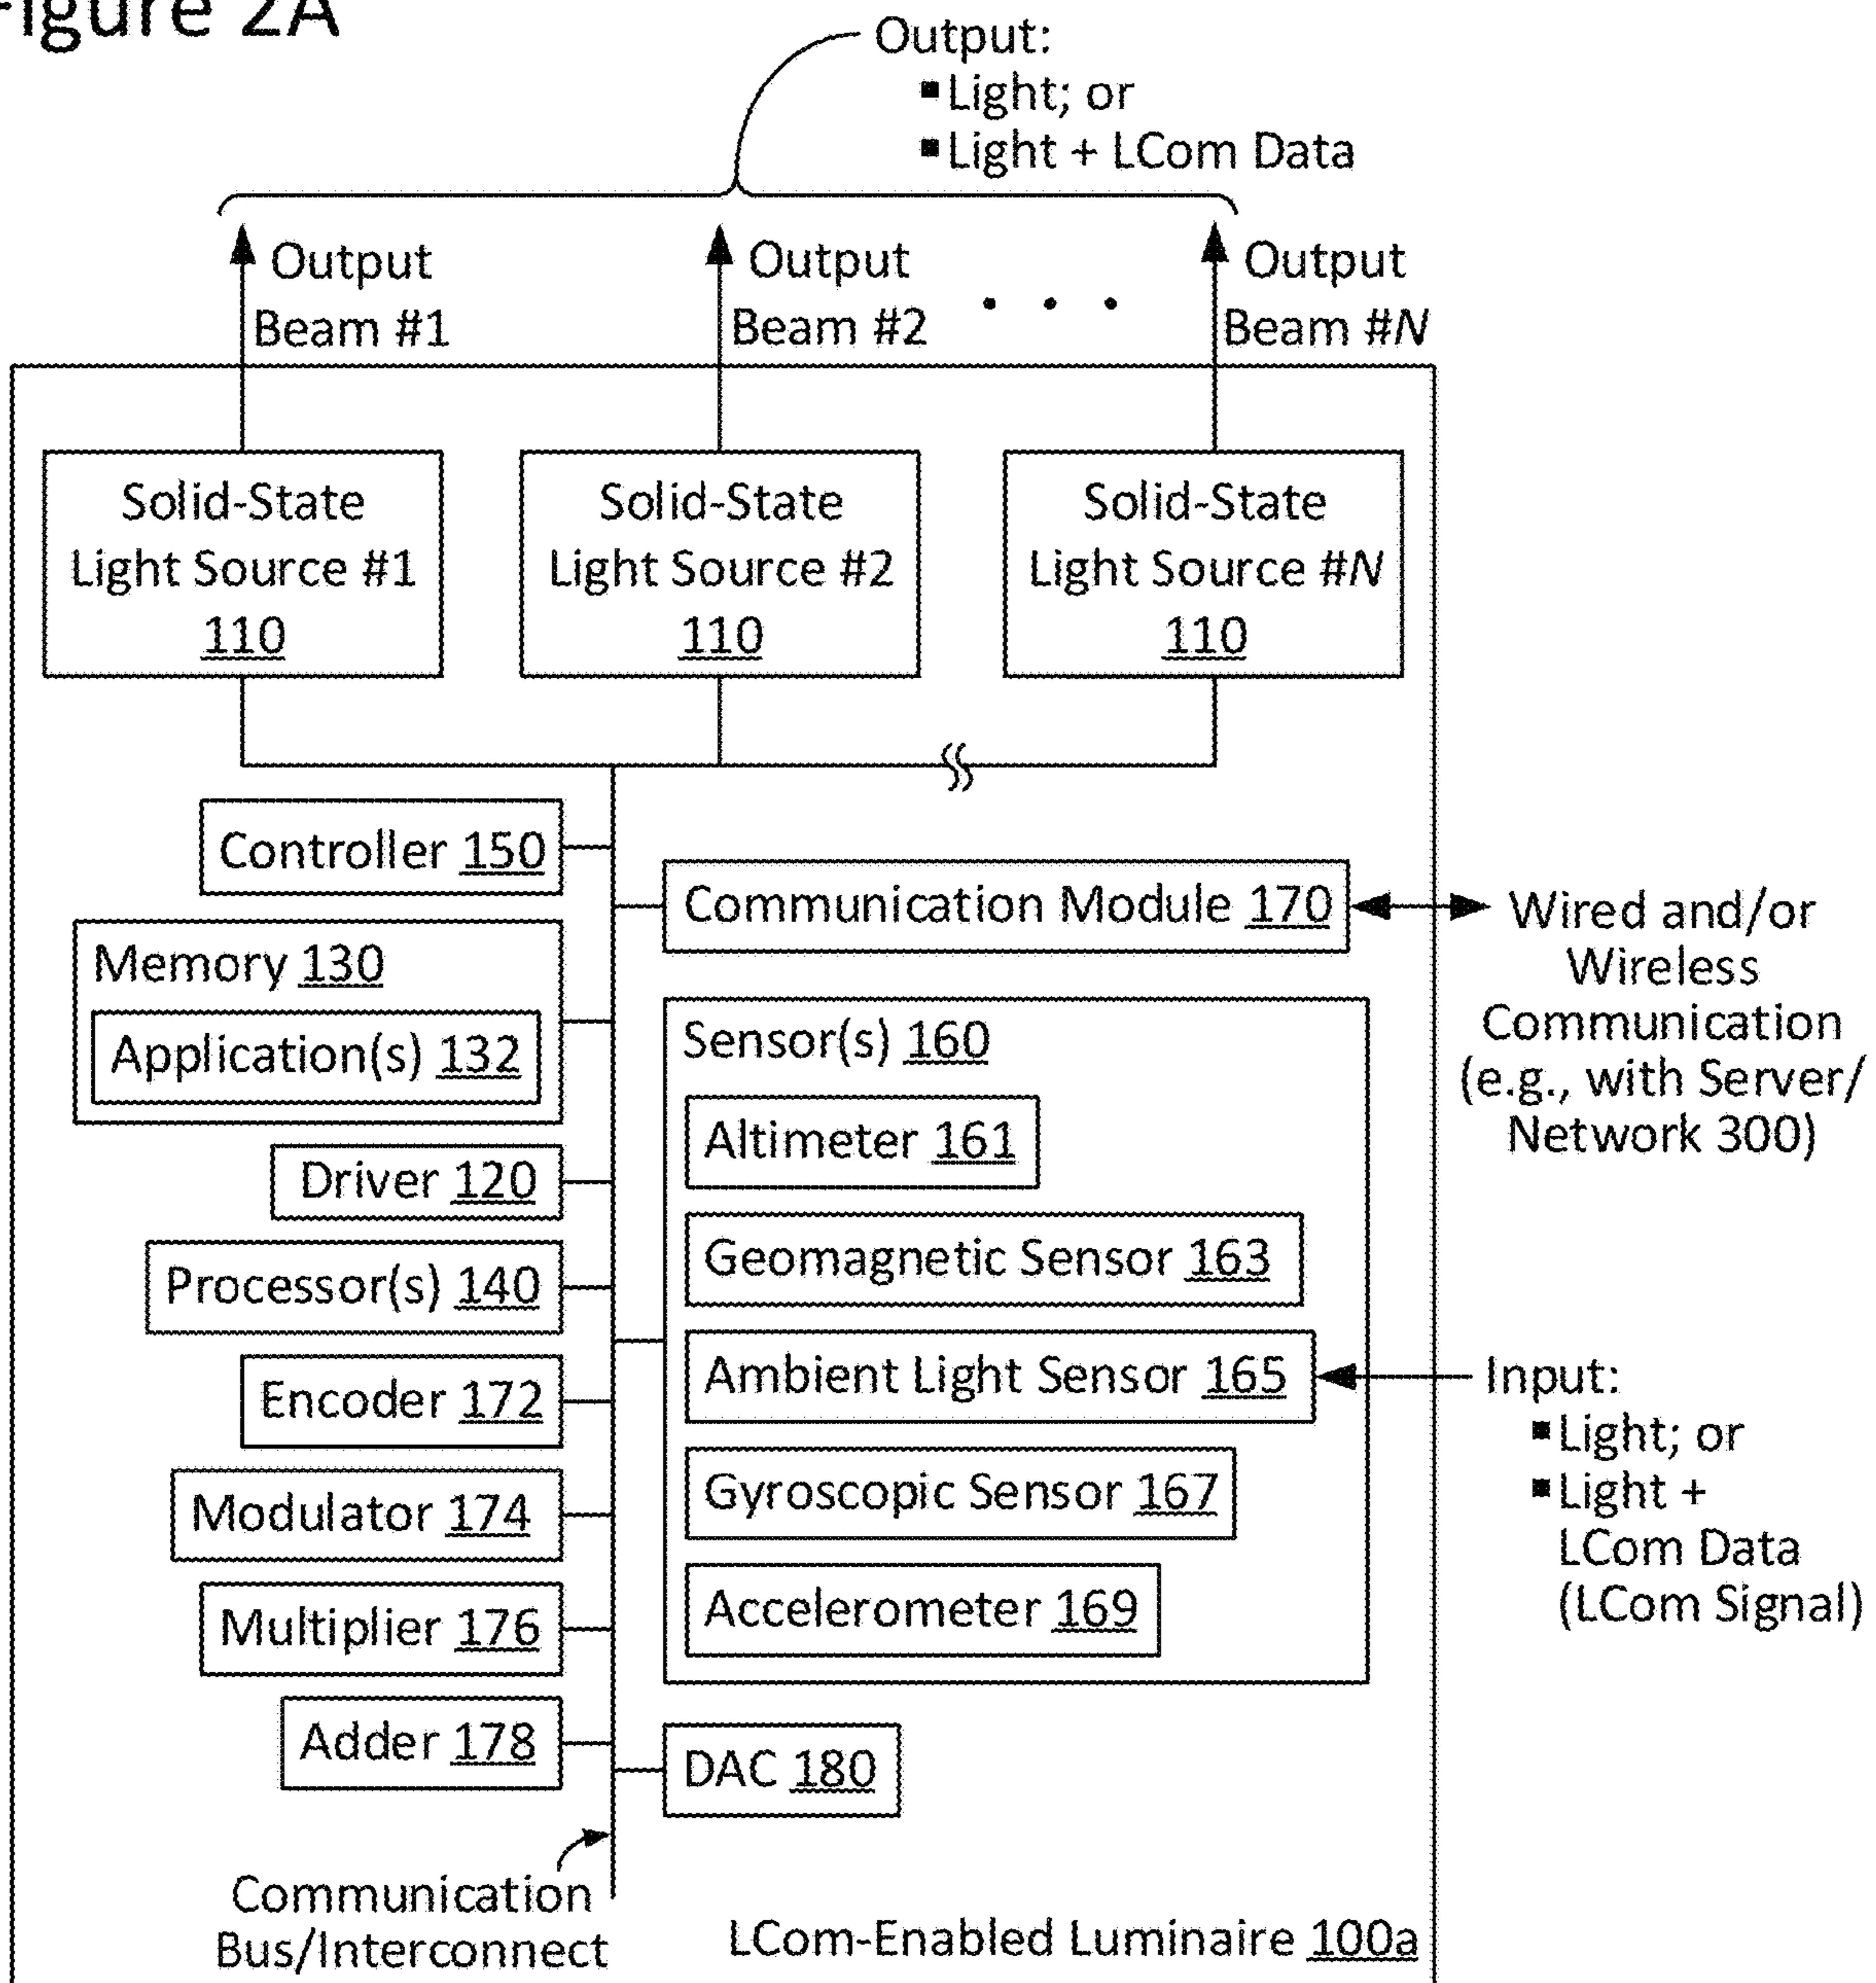 Figure 2A
Output:
▪Light; or
▪Light + LCom Data
Output
Beam #1
Output
Beam #2
. . .
Output
Beam #N
Solid-State
Light Source #1
110
Solid-State
Light Source #2
110
Solid-State
Light Source #N
110
Controller 150
Communication Module 170
Wired and/or
Wireless
Communication
(e.g., with Server/
Network 300)
Memory 130
Application(s) 132
Driver 120
Processor(s) 140
Encoder 172
Modulator 174
Multiplier 176
Adder 178
Sensor(s) 160
Altimeter 161
Geomagnetic Sensor 163
Ambient Light Sensor 165
Gyroscopic Sensor 167
Accelerometer 169
Input:
▪Light; or
▪Light +
LCom Data
(LCom Signal)
DAC 180
Communication
Bus/Interconnect
LCom-Enabled Luminaire 100a